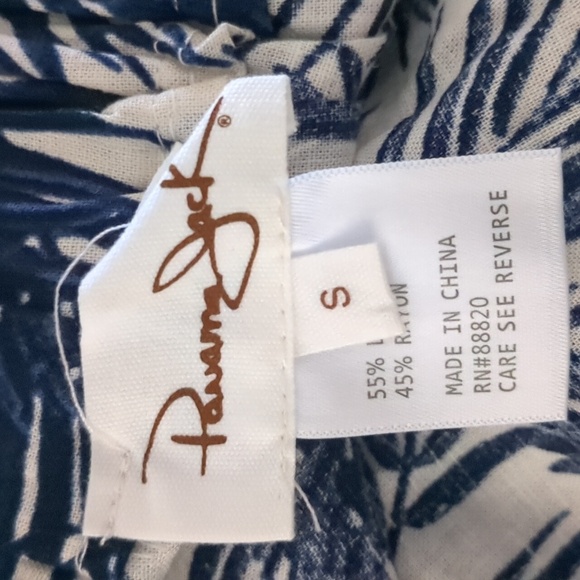 Panama Jack®
S
55%
45% RAYON
MADE IN CHINA
RN#88820
CARE SEE REVERSE